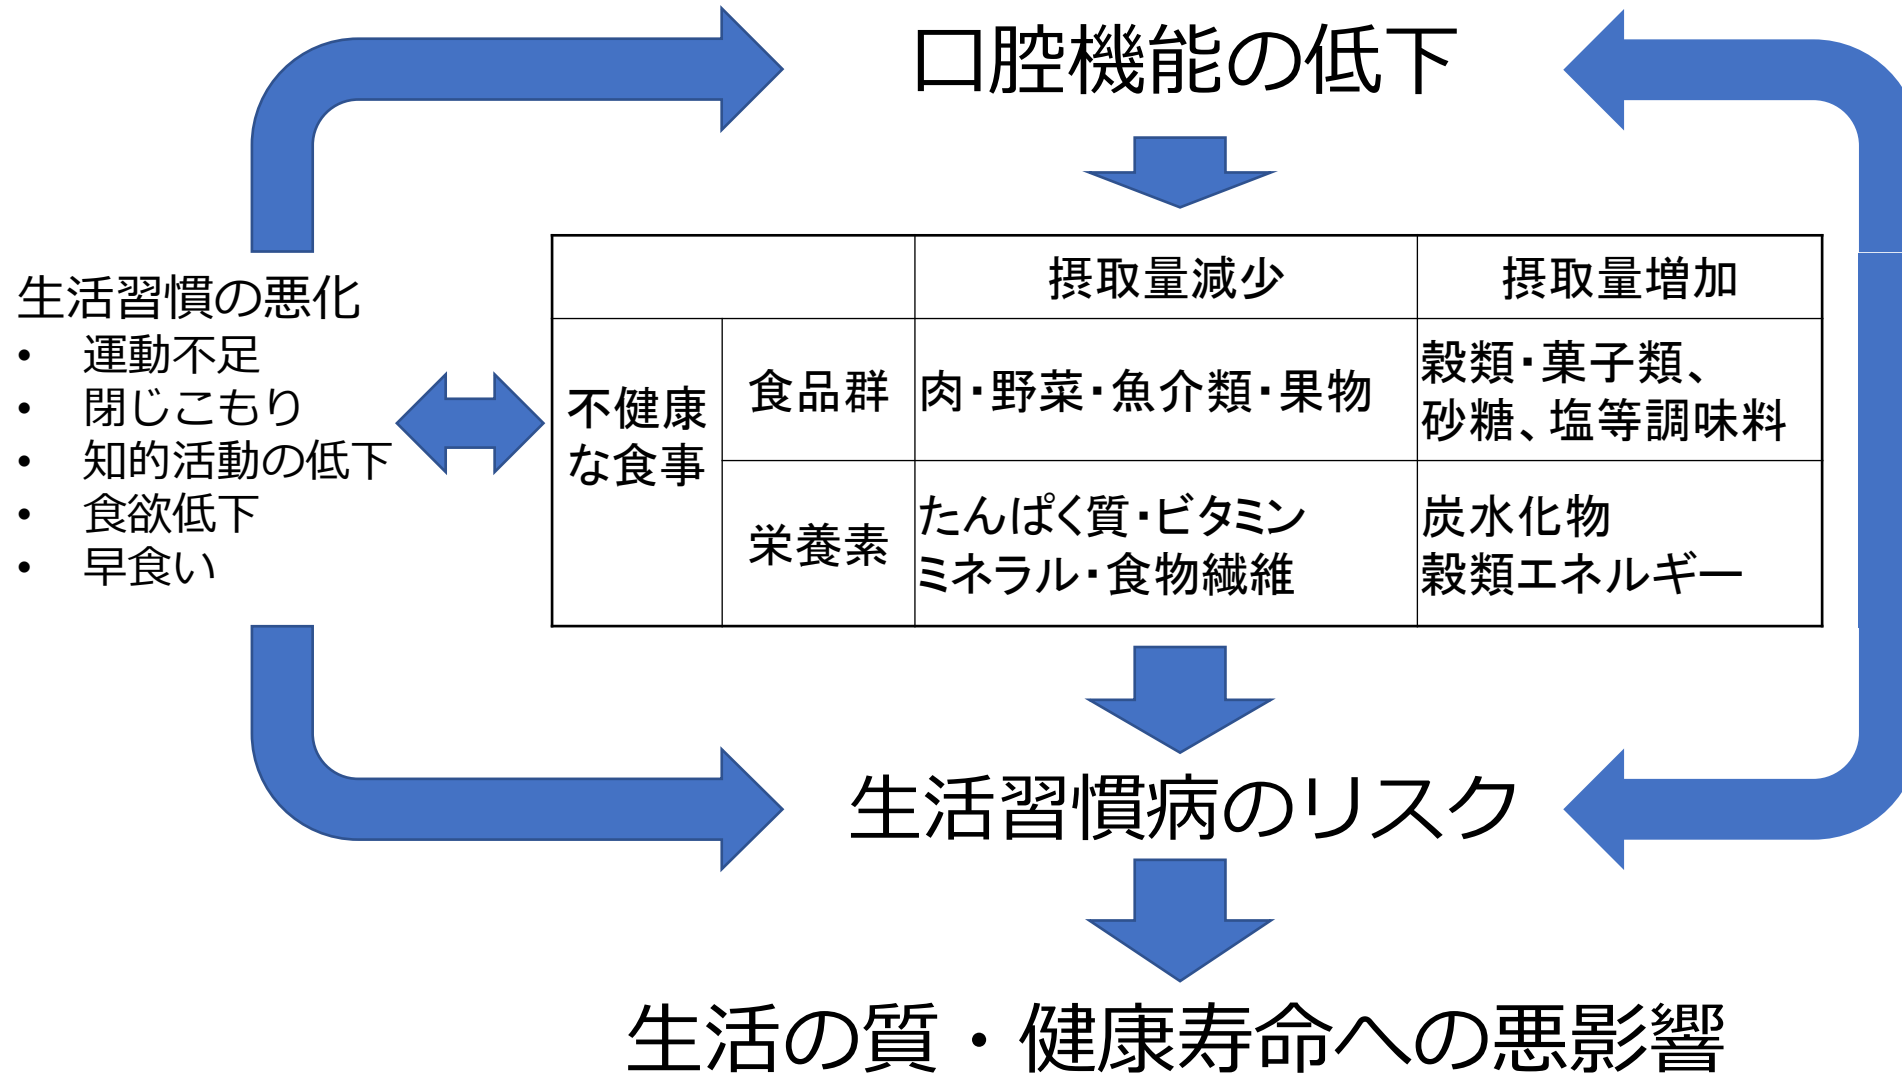 口腔機能の低下
生活習慣の悪化
• 運動不足
• 閉じこもり
• 知的活動の低下
• 食欲低下
• 早食い
摂取量減少
摂取量増加
不健康
な食事
食品群
肉・野菜・魚介類・果物
穀類・菓子類、
砂糖、塩等調味料
栄養素
たんぱく質・ビタミン
ミネラル・食物繊維
炭水化物
穀類エネルギー
生活習慣病のリスク
生活の質・健康寿命への悪影響